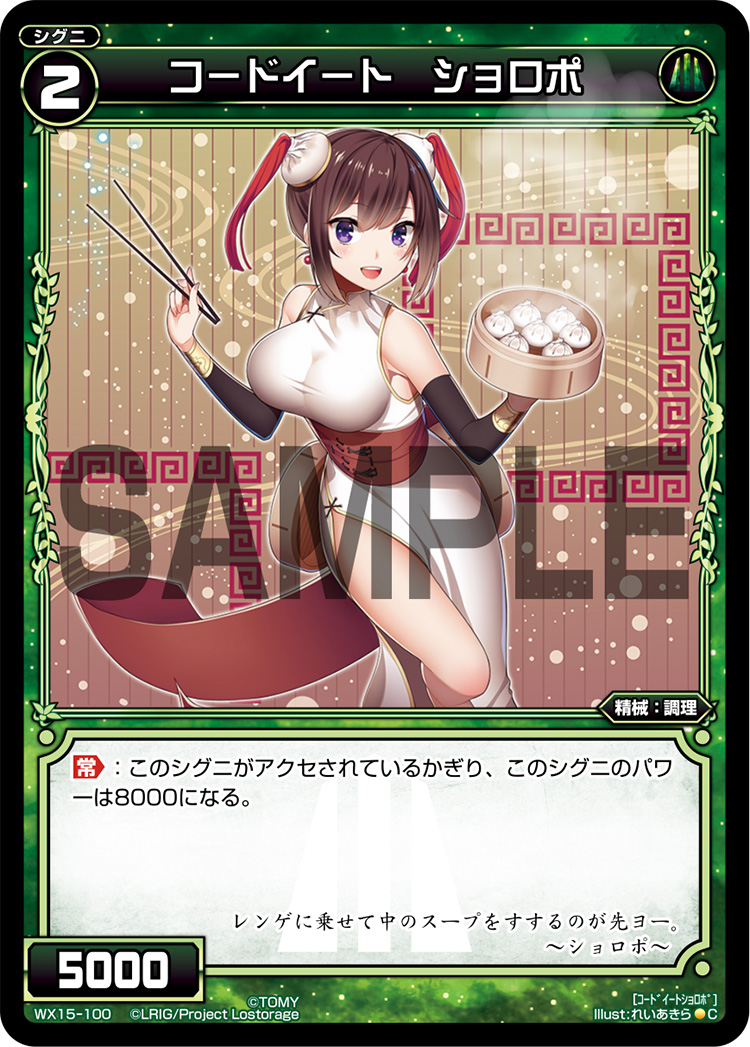 シグニ
2
コードイート ショロポ
SAMPLE
精械：調理
常：このシグニがアクセされているかぎり、このシグニのパワ
ーは8000になる。
レンゲに乗せて中のスープをすするのが先ヨー。
～ショロポ～
5000
©TOMY
[ｺｰﾄﾞｲｰﾄｼｮﾛﾎﾟ]
WX15-100 ©LRIG/Project Lostorage
Illust:れいあきら C